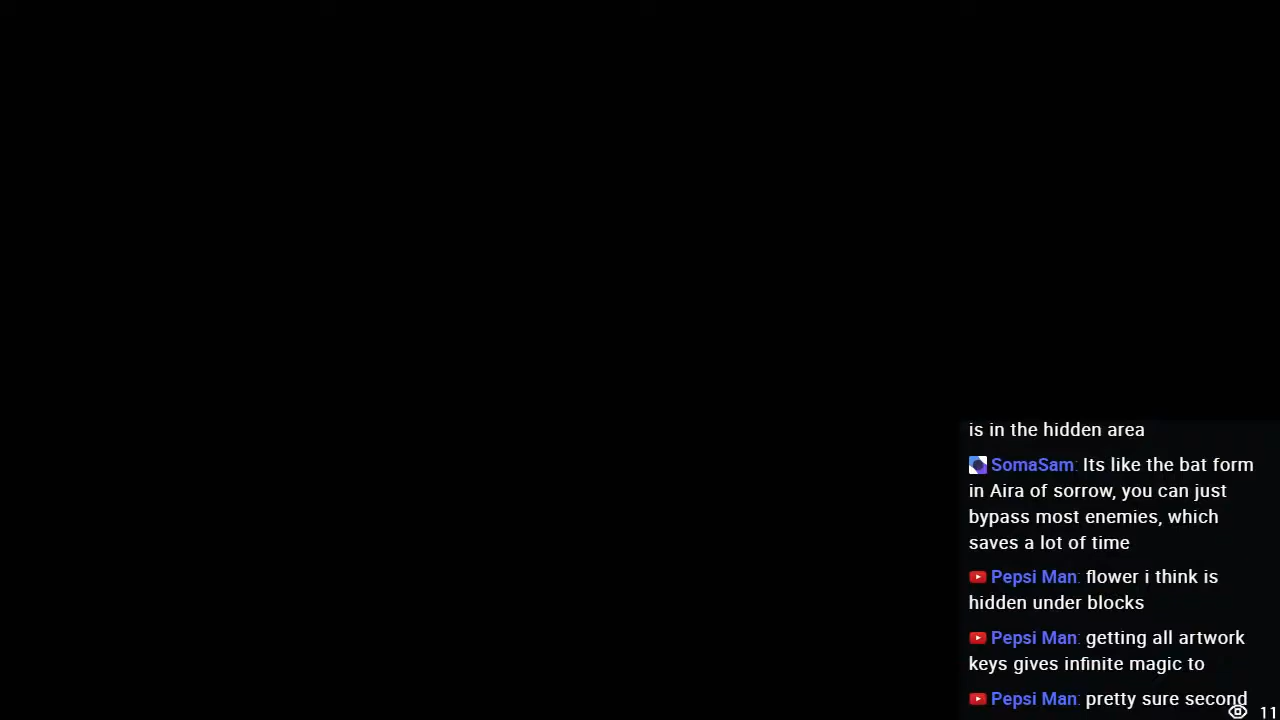 is in the hidden area
SomaSam: Its like the bat form
in Aira of sorrow, you can just
bypass most enemies, which
saves a lot of time
Pepsi Man: flower i think is
hidden under blocks
Pepsi Man: getting all artwork
keys gives infinite magic to
Pepsi Man: pretty sure second
11